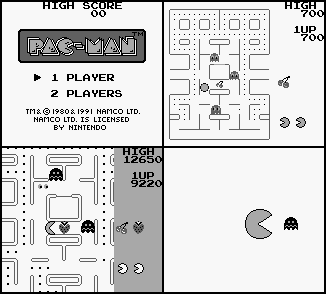 HIGH SCORE
00
PAC-MAN™
1 PLAYER
2 PLAYERS
TM & © 1980 & 1991 NAMCO LTD.
NAMCO LTD. IS LICENSED
BY NINTENDO
HIGH
700
1UP
700
HIGH
12650
1UP
9220